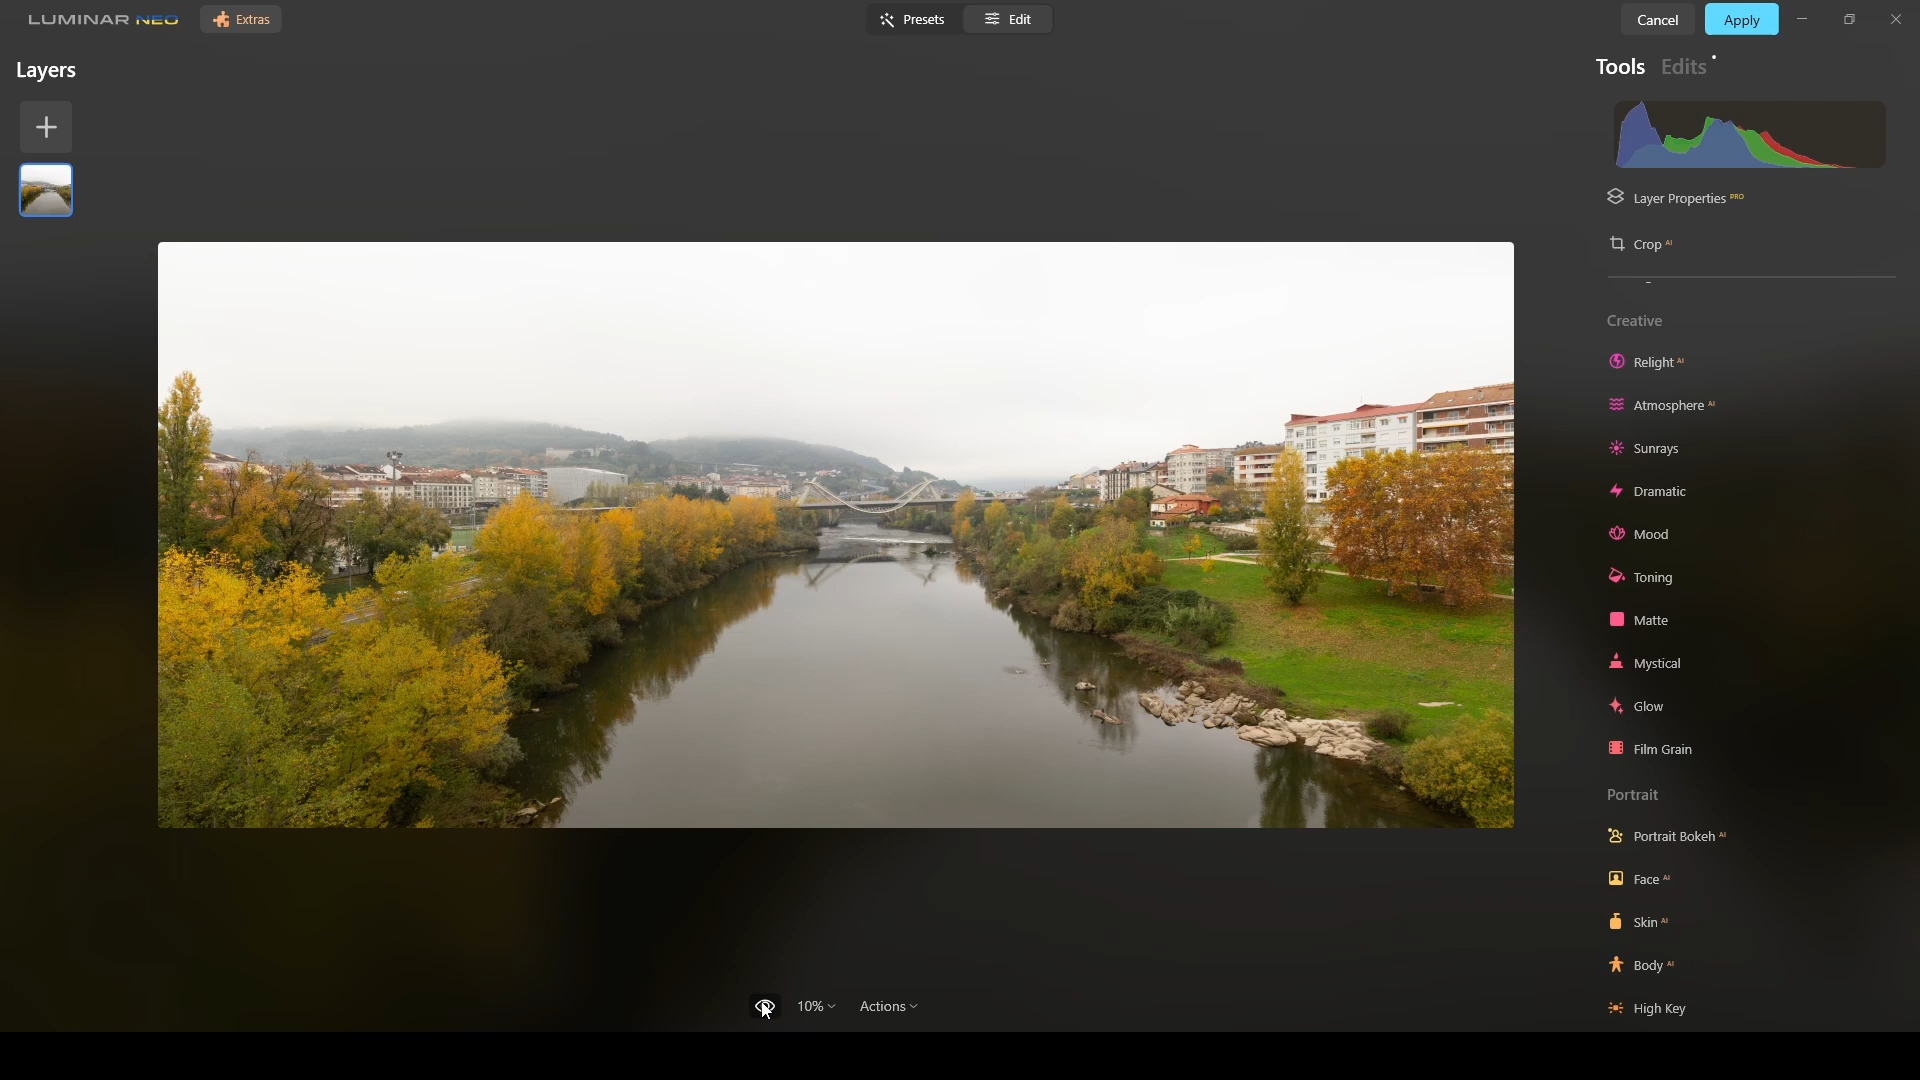 LUMINAR NEO
Extras
Presets
Edit
Cancel
Apply
Layers
Tools
Edits
Layer Properties PRO
Crop AI
Creative
Relight AI
Atmosphere AI
Sunrays
Dramatic
Mood
Toning
Matte
Mystical
Glow
Film Grain
Portrait
Portrait Bokeh AI
Face AI
Skin AI
Body AI
High Key
10%
Actions